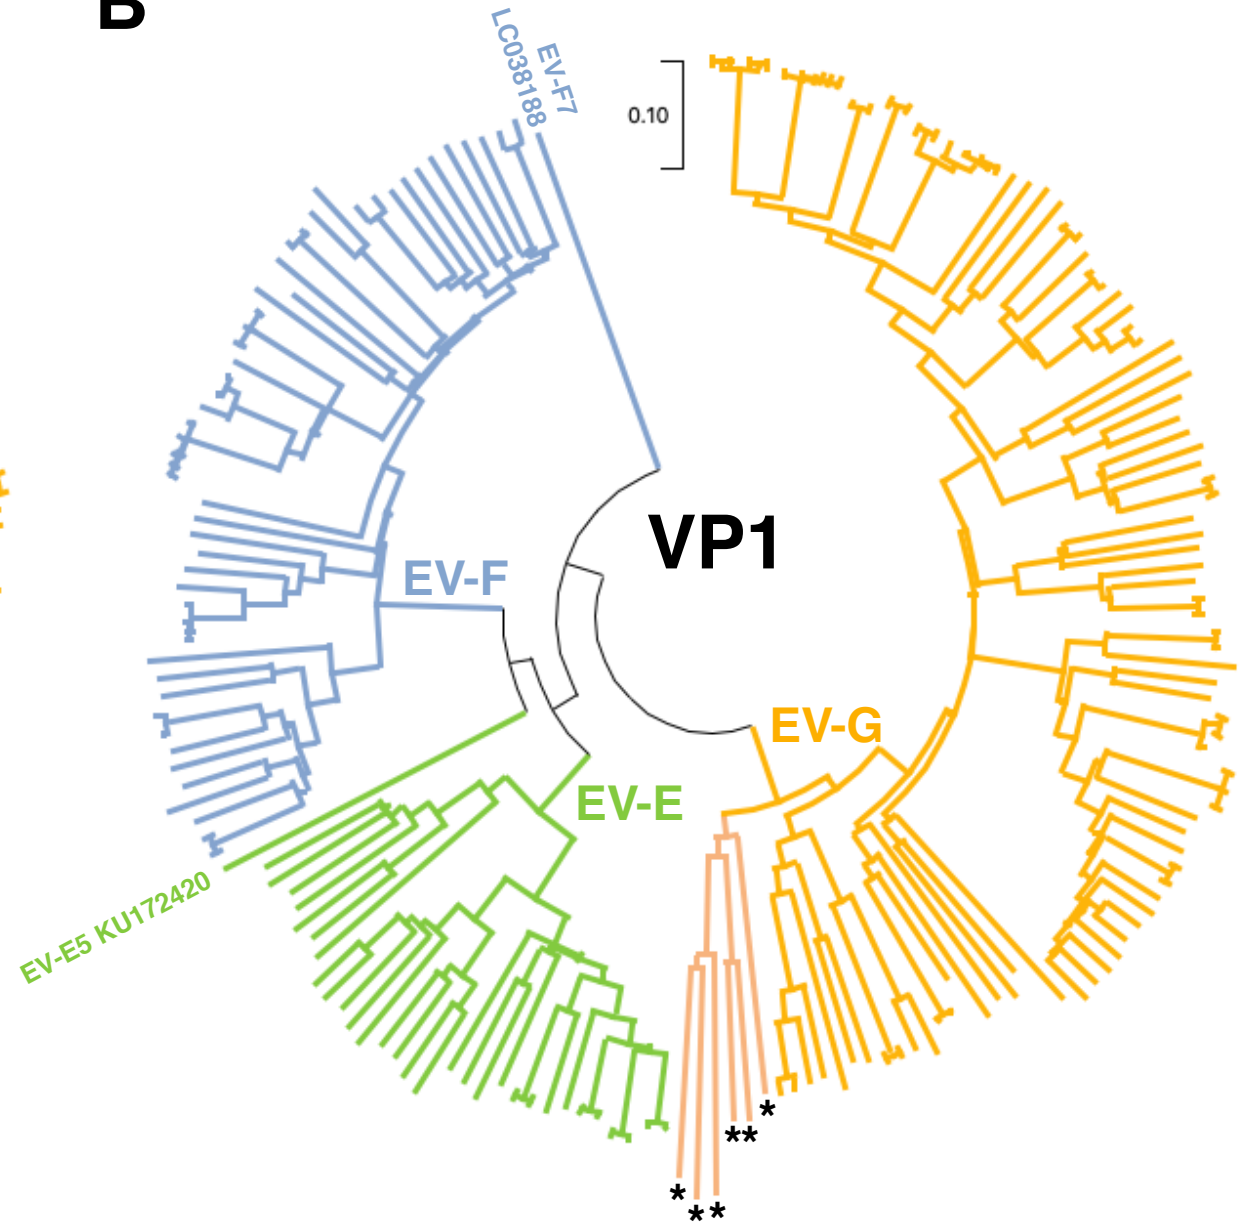 B
LC038188
EV-F7
0.10
VP1
EV-F
EV-G
EV-E
EV-E5 KU172420
*
**
*
*
*